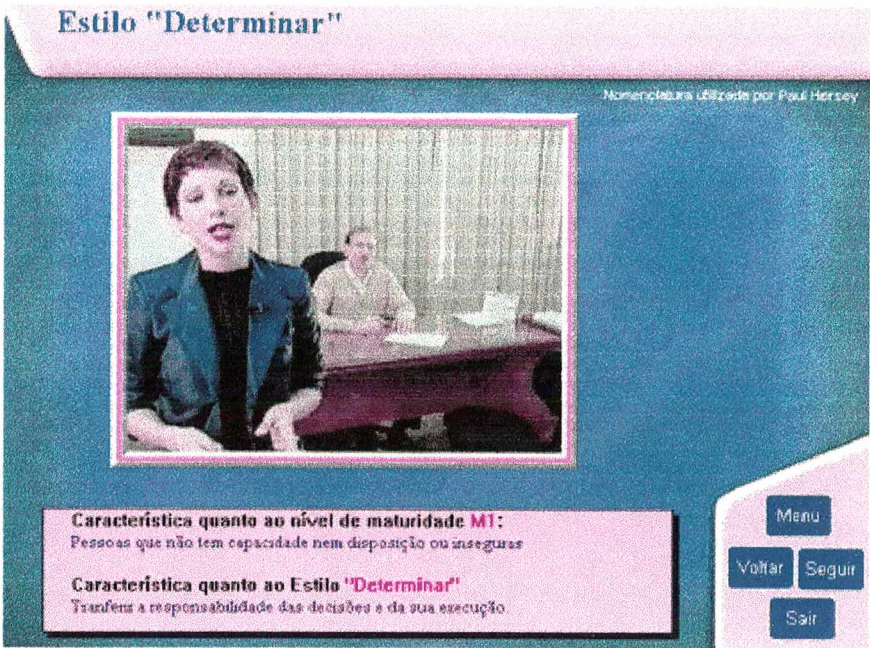 Estilo "Determinar"
Nomenclatura utilizada por Paul Hersey
Característica quanto ao nível de maturidade M1:
Pessoas que não tem capacidade nem disposição ou inseguras
Característica quanto ao Estilo "Determinar"
a responsabilidade das decisões e da sua execução.
Menu
Voltar Seguir
Sair